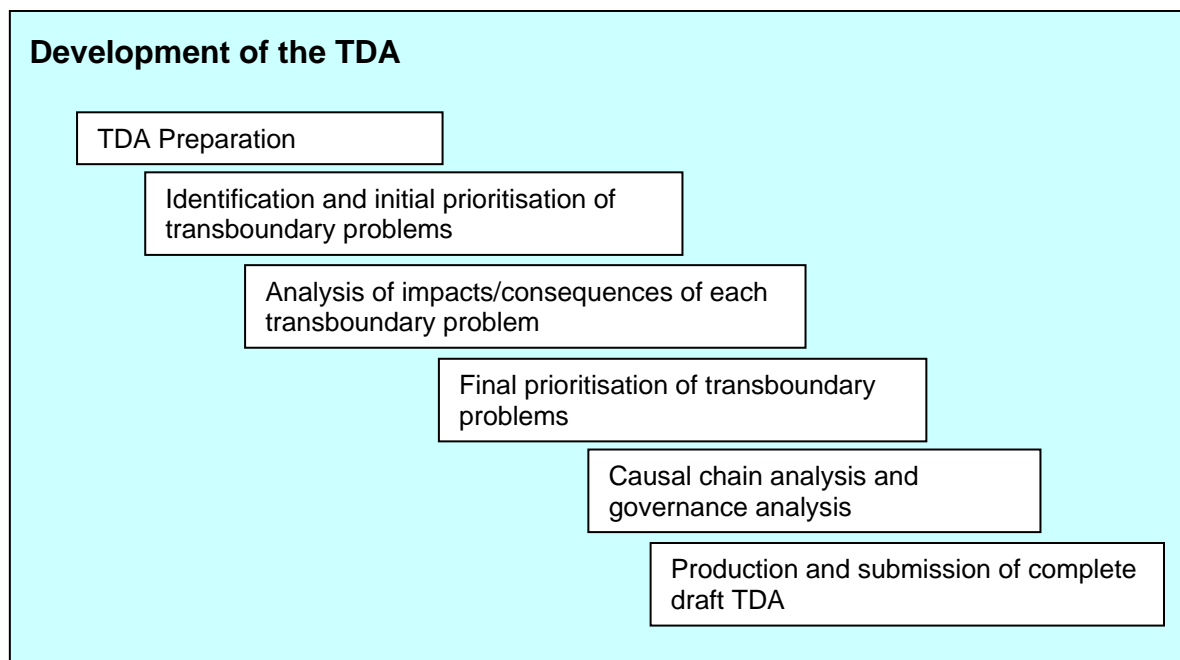 Development of the TDA
TDA Preparation
Identification and initial prioritisation of
transboundary problems
Analysis of impacts/consequences of each
transboundary problem
Final prioritisation of transboundary
problems
Causal chain analysis and
governance analysis
Production and submission of complete
draft TDA